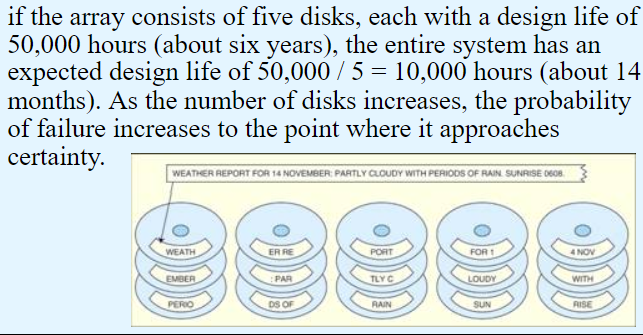 if the array consists of five disks, each with a design life of
50,000 hours (about six years), the entire system has an
expected design life of 50,000 / 5 = 10,000 hours (about 14
months). As the number of disks increases, the probability
of failure increases to the point where it approaches
certainty.
WEATHER REPORT FOR 14 NOVEMBER: PARTLY CLOUDY WITH PERIODS OF RAIN. SUNRISE 0608.
WEATH ER RE PORT FOR 1 4 NOV
EMBER : PAR TLY C LOUDY WITH
PERIO DS OF RAIN SUN RISE